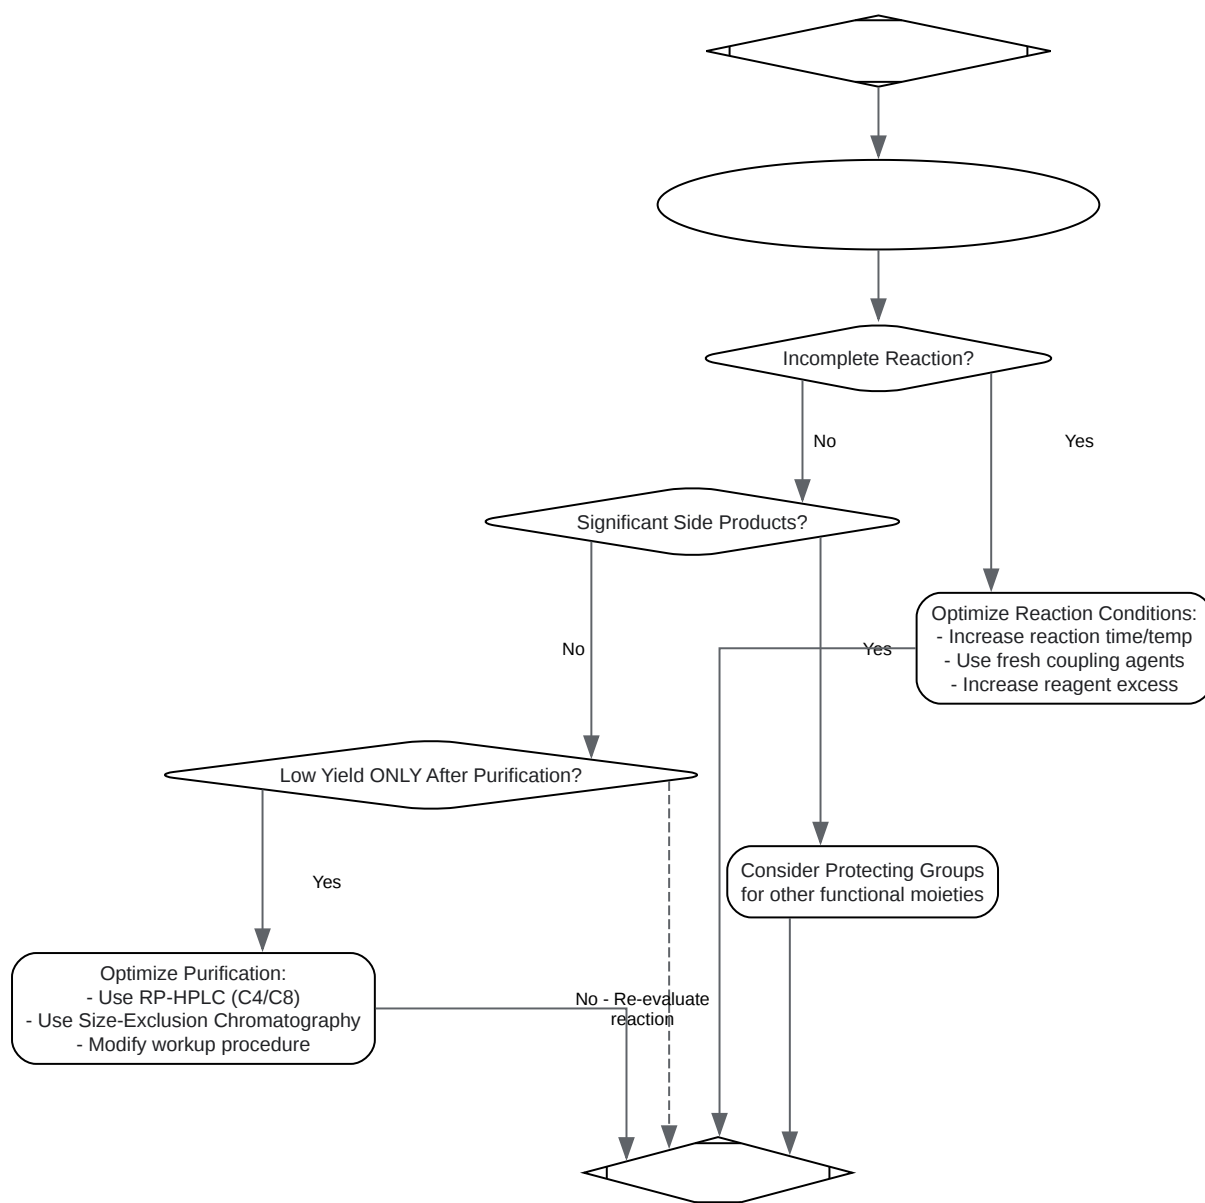 Incomplete Reaction?
No
Yes
Significant Side Products?
Optimize Reaction Conditions:
- Increase reaction time/temp
- Use fresh coupling agents
- Increase reagent excess
No
Yes
Low Yield ONLY After Purification?
Consider Protecting Groups
for other functional moieties
Yes
Optimize Purification:
- Use RP-HPLC (C4/C8)
- Use Size-Exclusion Chromatography
- Modify workup procedure
No - Re-evaluate
reaction